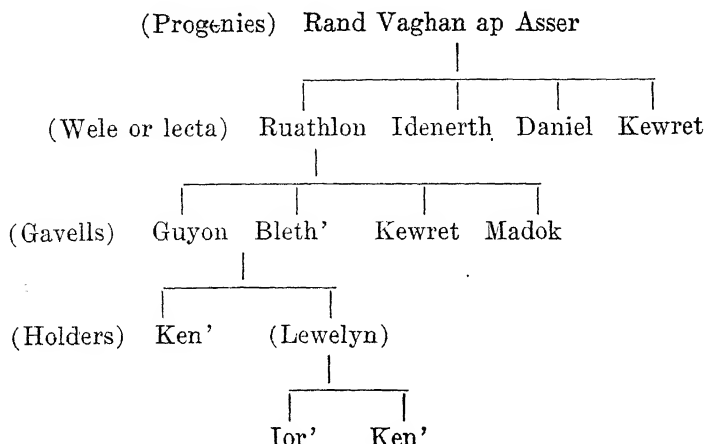 (Progenies) Rand Vaghan ap Asser
(Wele or lecta) Ruathlon Idenerth Daniel Kewret
(Gavells) Guyon Bleth’ Kewret Madok
(Holders) Ken’ (Lewelyn)
Ior’ Ken’